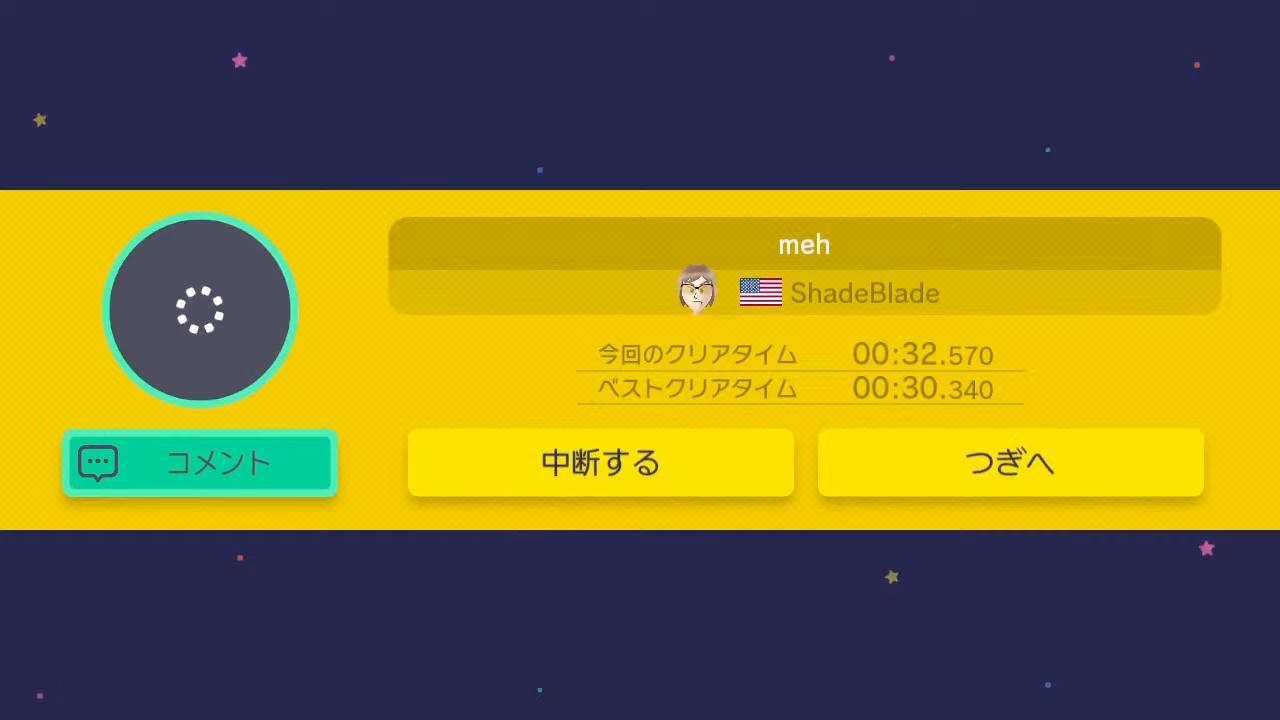 meh
ShadeBlade
今回のクリアタイム 00:32.570
ベストクリアタイム 00:30.340
コメント
中断する
つぎへ